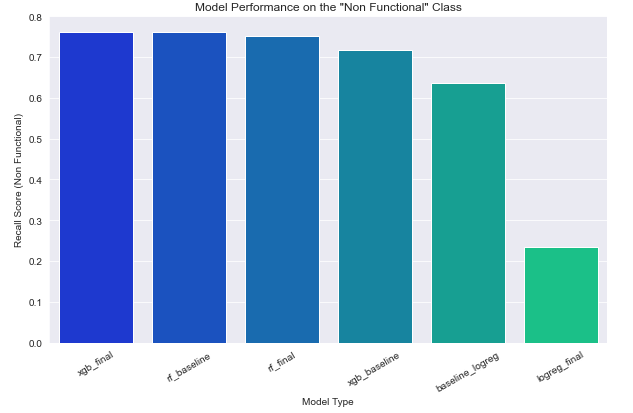 Model Performance on the "Non Functional" Class
Recall Score (Non Functional)
0.8
0.7
0.6
0.5
0.4
0.3
0.2
0.1
0.0
xgb_final
rf_baseline
rf_final
xgb_baseline
baseline_logreg
logreg_final
Model Type